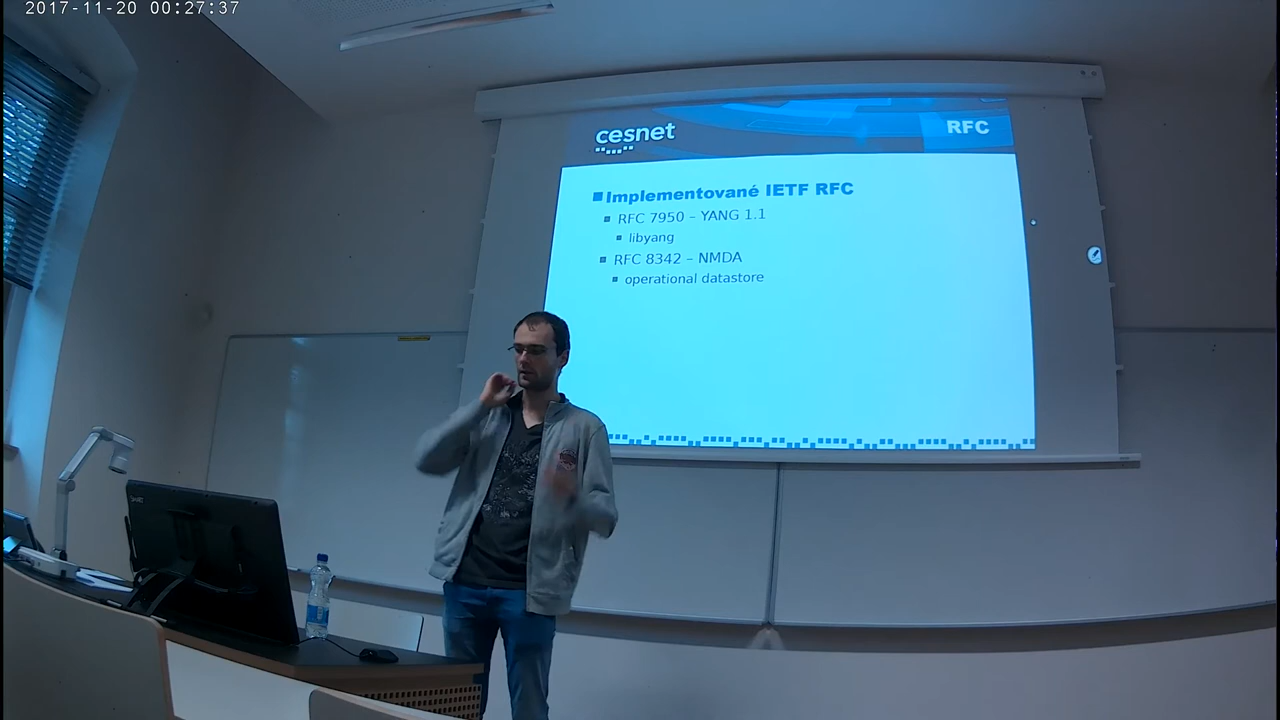 2017-11-20 00:27:37
cesnet
RFC
Implementované IETF RFC
RFC 7950 – YANG 1.1
libyang
RFC 8342 – NMDA
operational datastore